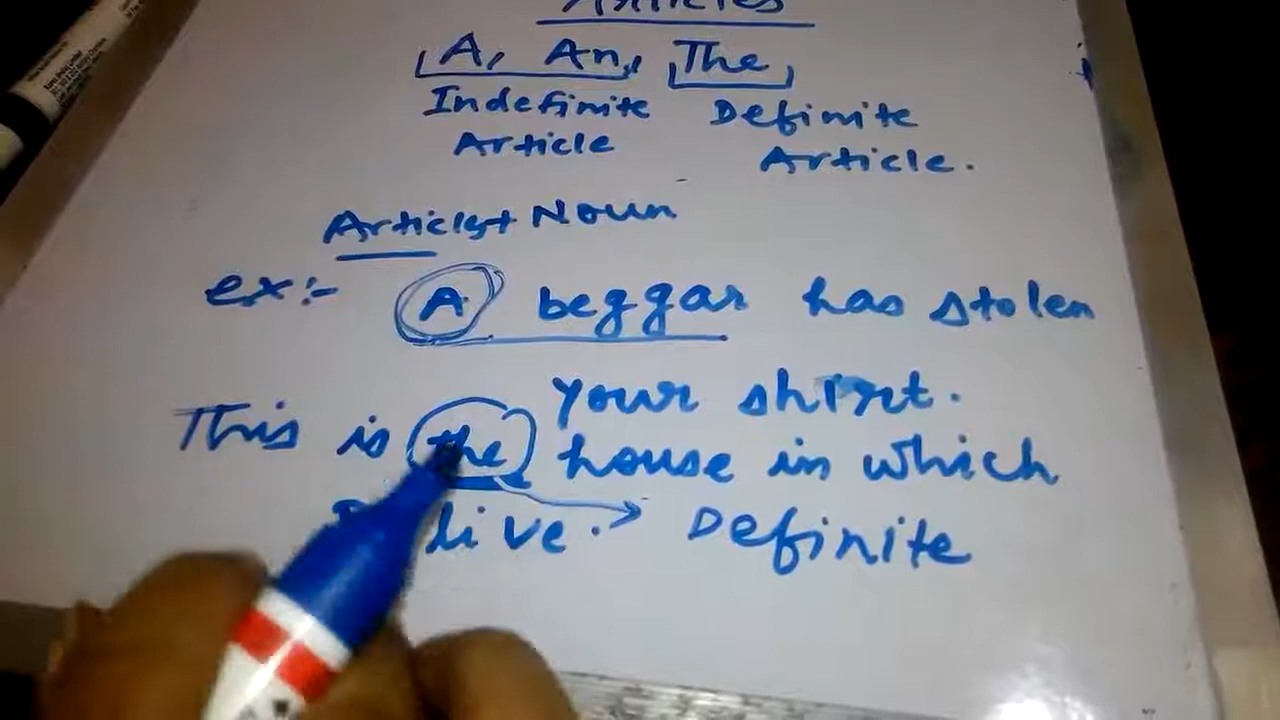 Articles
A, An, The
Indefinite Definite
Article Article.
Article + Noun
ex:- A beggar has stolen
your shirt.
This is the house in which
live. → Definite